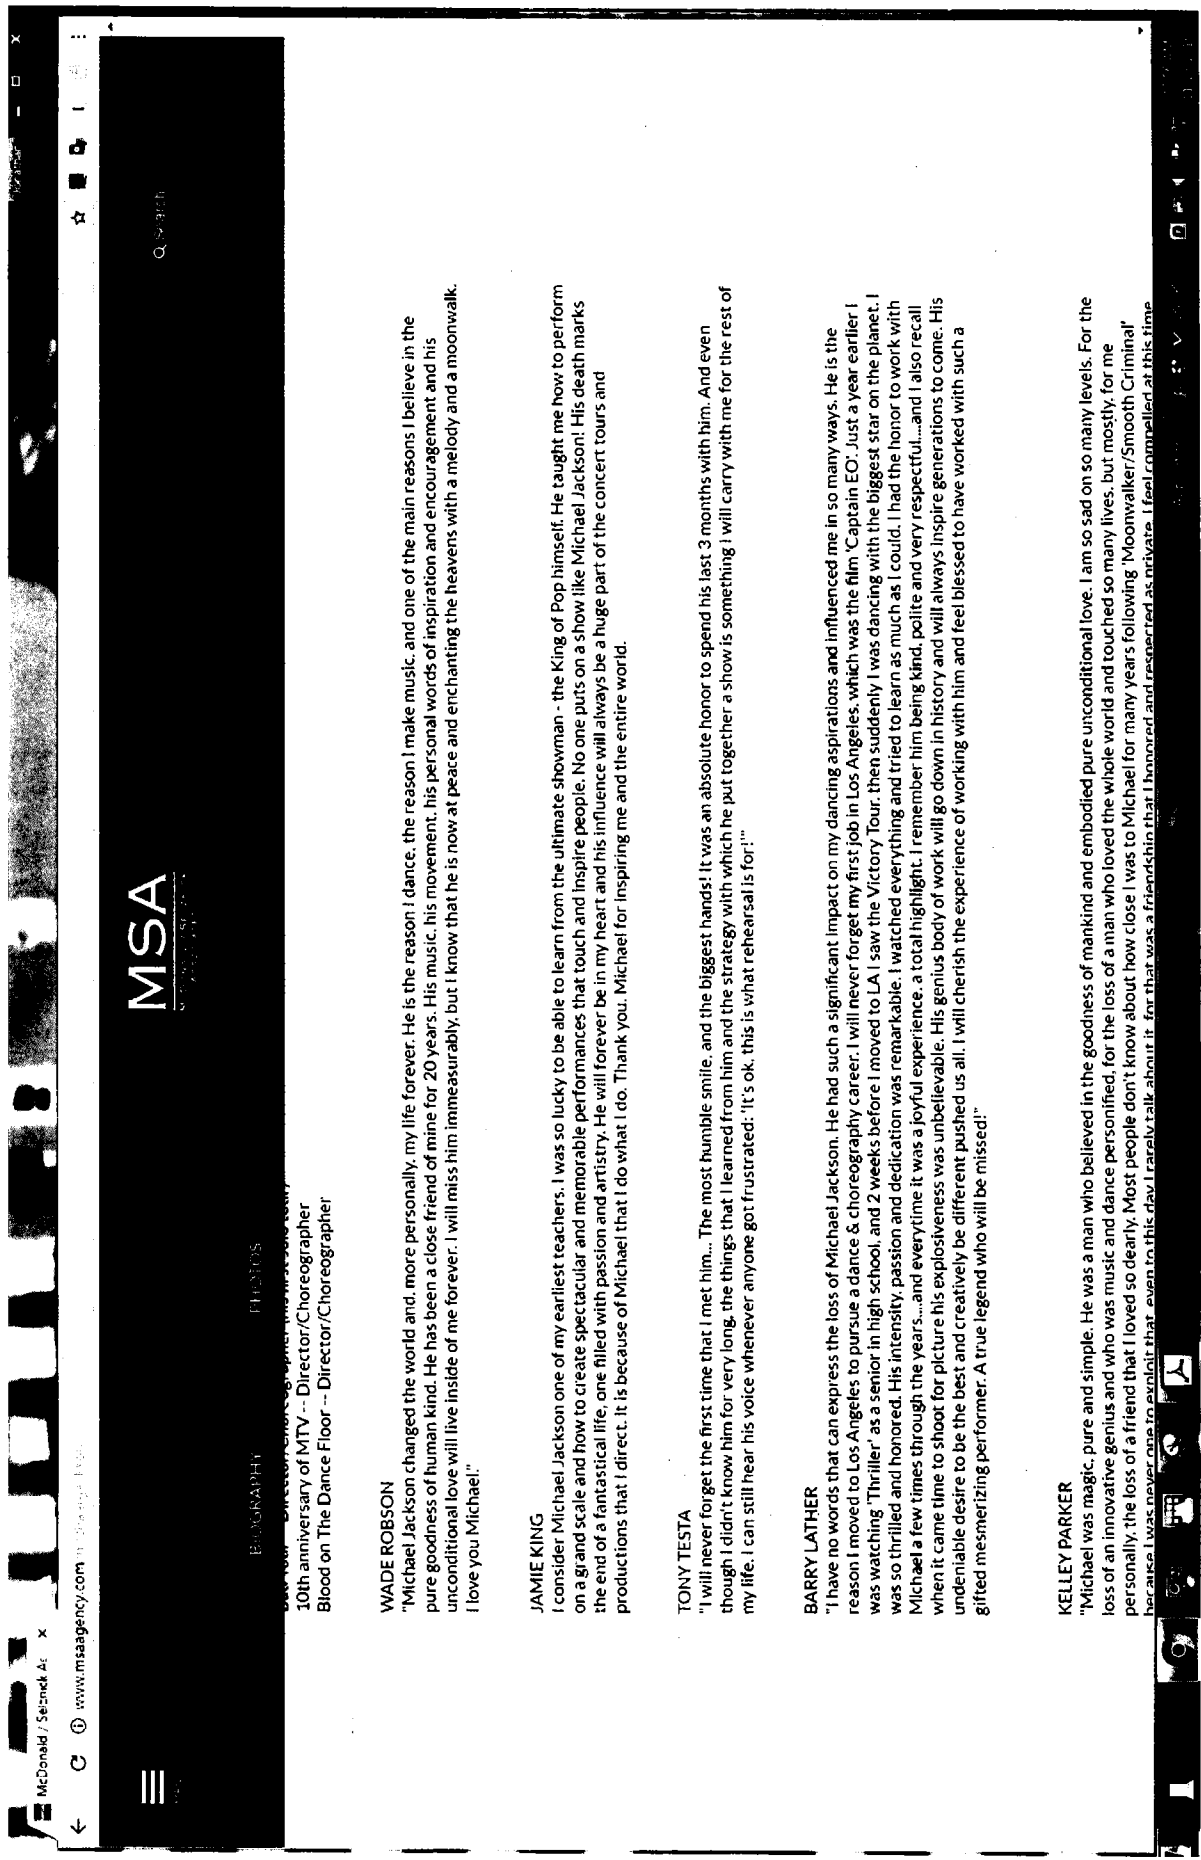 McDonald / Selznick As ×
www.msaagency.com
MSA
Search
BIOGRAPHY PHOTOS
10th anniversary of MTV -- Director/Choreographer
Blood on The Dance Floor -- Director/Choreographer
WADE ROBSON
"Michael Jackson changed the world and, more personally, my life forever. He is the reason I dance, the reason I make music, and one of the main reasons I believe in the
pure goodness of human kind. He has been a close friend of mine for 20 years. His music, his movement, his personal words of inspiration and encouragement and his
unconditional love will live inside of me forever. I will miss him immeasurably, but I know that he is now at peace and enchanting the heavens with a melody and a moonwalk.
I love you Michael."
JAMIE KING
I consider Michael Jackson one of my earliest teachers. I was so lucky to be able to learn from the ultimate showman - the King of Pop himself. He taught me how to perform
on a grand scale and how to create spectacular and memorable performances that touch and inspire people. No one puts on a show like Michael Jackson! His death marks
the end of a fantastical life, one filled with passion and artistry. He will forever be in my heart and his influence will always be a huge part of the concert tours and
productions that I direct. It is because of Michael that I do what I do. Thank you, Michael for inspiring me and the entire world.
TONY TESTA
"I will never forget the first time that I met him... The most humble smile, and the biggest hands! It was an absolute honor to spend his last 3 months with him. And even
though I didn't know him for very long, the things that I learned from him and the strategy with which he put together a show is something I will carry with me for the rest of
my life. I can still hear his voice whenever anyone got frustrated: 'It's ok, this is what rehearsal is for!'"
BARRY LATHER
"I have no words that can express the loss of Michael Jackson. He had such a significant impact on my dancing aspirations and influenced me in so many ways. He is the
reason I moved to Los Angeles to pursue a dance & choreography career. I will never forget my first job in Los Angeles, which was the film 'Captain EO'. Just a year earlier I
was watching 'Thriller' as a senior in high school, and 2 weeks before I moved to LA I saw the Victory Tour, then suddenly I was dancing with the biggest star on the planet. I
was so thrilled and honored. His intensity, passion and dedication was remarkable. I watched everything and tried to learn as much as I could. I had the honor to work with
Michael a few times through the years....and everytime it was a joyful experience, a total highlight. I remember him being kind, polite and very respectful....and I also recall
when it came time to shoot for picture his explosiveness was unbelievable. His genius body of work will go down in history and will always inspire generations to come. His
undeniable desire to be the best and creatively be different pushed us all. I will cherish the experience of working with him and feel blessed to have worked with such a
gifted mesmerizing performer. A true legend who will be missed!"
KELLEY PARKER
"Michael was magic, pure and simple. He was a man who believed in the goodness of mankind and embodied pure unconditional love. I am so sad on so many levels. For the
loss of an innovative genius and who was music and dance personified, for the loss of a man who loved the whole world and touched so many lives, but mostly, for me
personally, the loss of a friend that I loved so dearly. Most people don't know about how close I was to Michael for many years following 'Moonwalker/Smooth Criminal'
because I was never one to exploit that, even to this day I rarely talk about it, for that was a friendship that I honored and respected as private. I feel compelled at this time